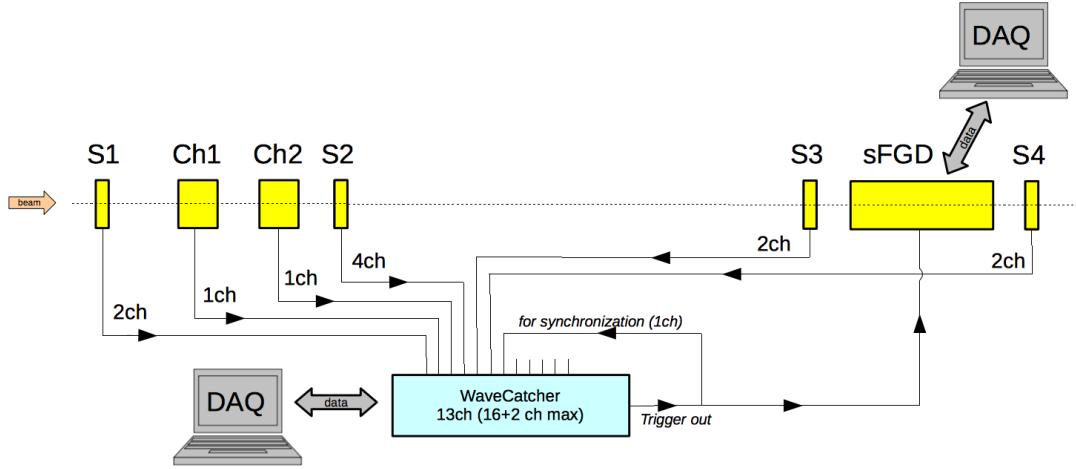 DAQ
S1
Ch1
Ch2
S2
S3
sFGD
S4
data
beam
2ch
1ch
1ch
4ch
2ch
2ch
for synchronization (1ch)
DAQ
data
WaveCatcher
13ch (16+2 ch max)
Trigger out